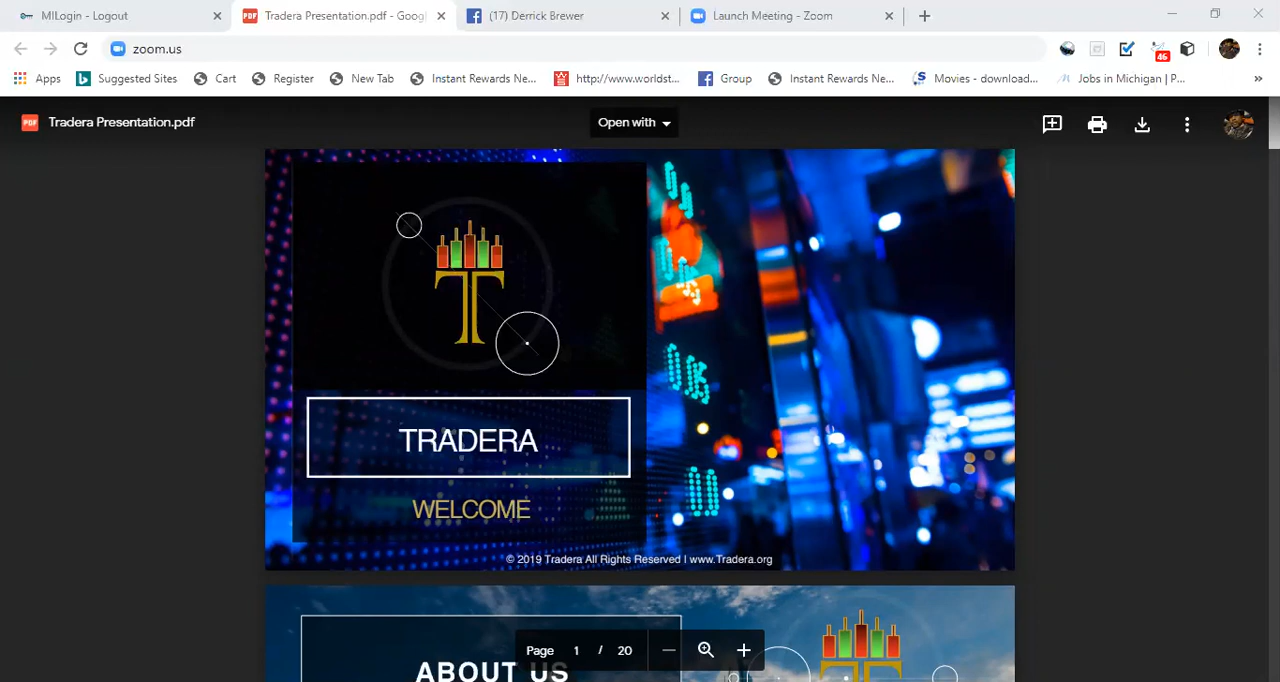 MILogin - Logout
Tradera Presentation.pdf - Googl
(17) Derrick Brewer
Launch Meeting - Zoom
zoom.us
46
Apps
Suggested Sites
Cart
Register
New Tab
Instant Rewards Ne...
http://www.worldst...
Group
Instant Rewards Ne...
Movies - download...
Jobs in Michigan | P...
»
PDF
Tradera Presentation.pdf
Open with
T
TRADERA
WELCOME
© 2019 Tradera All Rights Reserved | www.Tradera.org
ABOUT US
Page 1 / 20